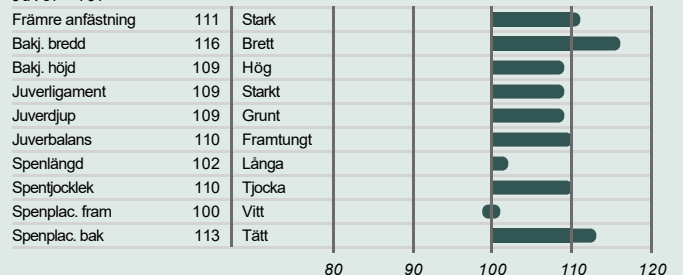 Främre anfästning 111 Stark
Bakj. bredd 116 Brett
Bakj. höjd 109 Hög
Juverligament 109 Starkt
Juverdjup 109 Grunt
Juverbalans 110 Framtungt
Spenlängd 102 Långa
Spentjocklek 110 Tjocka
Spenplac. fram 100 Vitt
Spenplac. bak 113 Tätt
80 90 100 110 120